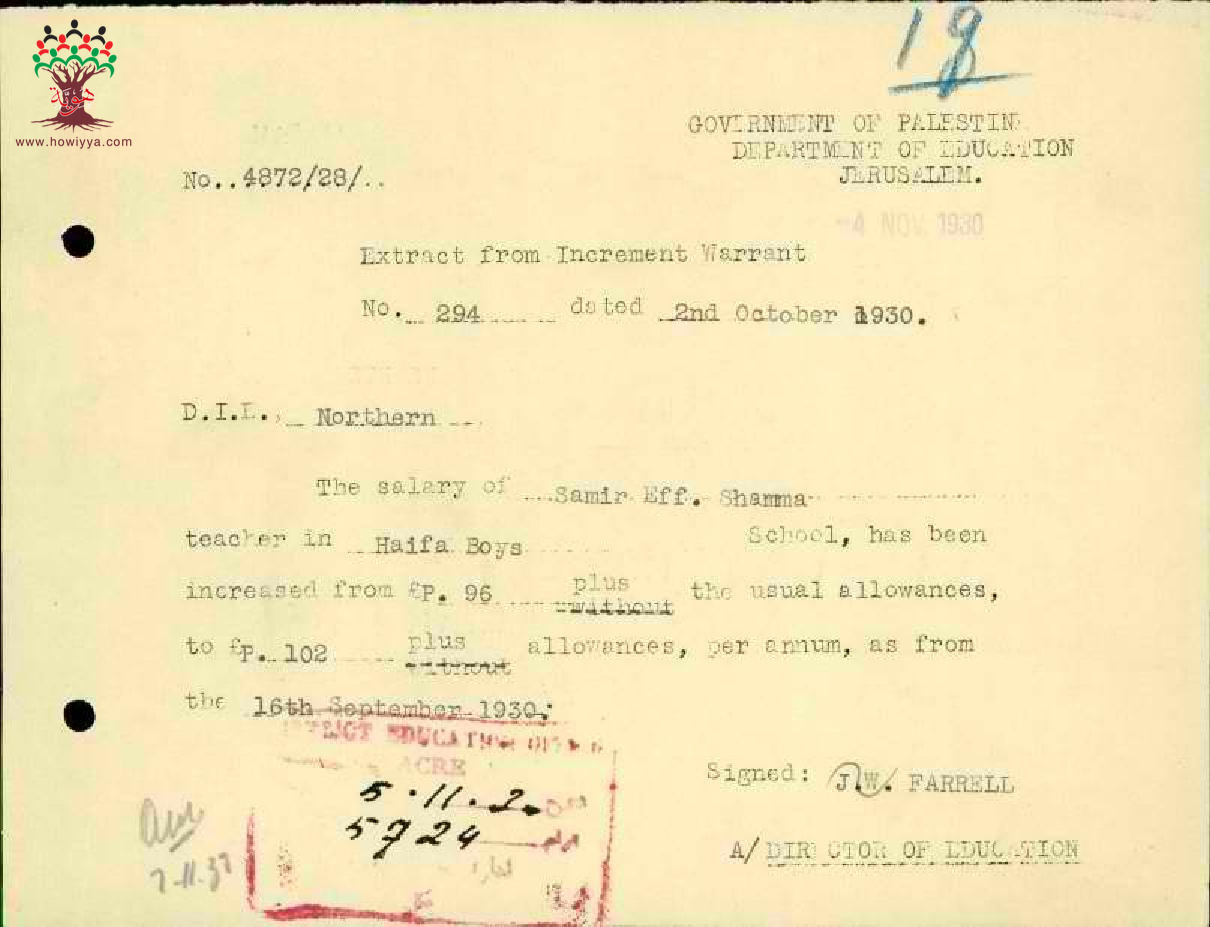 18
www.howiyya.com
GOVERNMENT OF PALESTINE
DEPARTMENT OF EDUCATION
JERUSALEM.
No..4872/28/..
-4 NOV. 1930
Extract from Increment Warrant
No. 294 dated 2nd October 1930.
D.I.E., Northern
The salary of Samir Eff. Shamma
teacher in Haifa Boys School, has been
increased from £P. 96 plus without the usual allowances,
to £P. 102 plus without allowances, per annum, as from
the 16th September 1930.
DISTRICT EDUCATION OFFICE
ACRE
5.11.
5724
Signed: J.W. FARRELL
A/ DIRECTOR OF EDUCATION